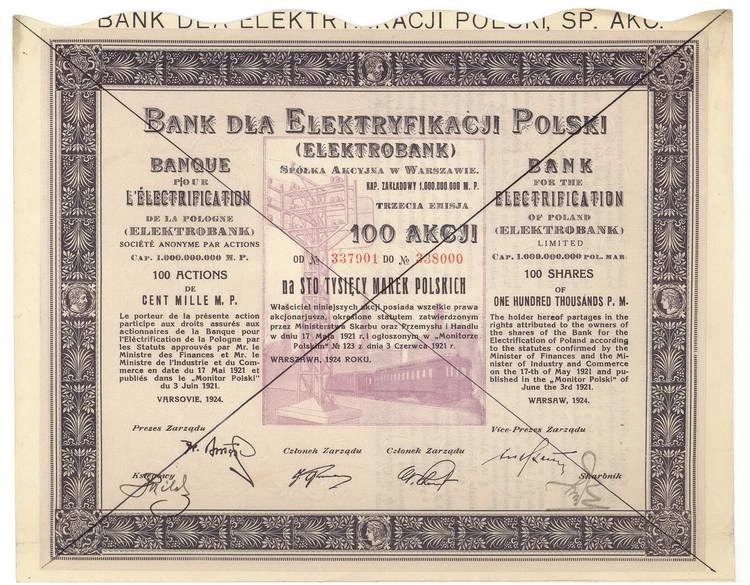 BANK DLA ELEKTRYFIKACJI POLSKI, SP. AKC.
BANK DLA ELEKTRYFIKACJI POLSKI
(ELEKTROBANK)
SPÓŁKA AKCYJNA W WARSZAWIE.
KAP. ZAKŁADOWY 1.000.000.000 M. P.
TRZECIA EMISJA
100 AKCJI
OD № 337901 DO № 338000
na STO TYSIĘCY MAREK POLSKICH
Właściciel niniejszych akcji posiada wszelkie prawa
akcjonarjusza, określone statutem zatwierdzonym
przez Ministerstwa Skarbu oraz Przemysłu i Handlu
w dniu 17 Maja 1921 r. i ogłoszonym w „Monitorze
Polskim" № 123 z dnia 3 Czerwca 1921 r.
WARSZAWA, 1924 ROKU.
BANQUE
POUR
L'ÉLECTRIFICATION
DE LA POLOGNE
(ELEKTROBANK)
SOCIÉTÉ ANONYME PAR ACTIONS
CAP. 1.000.000.000 M. P.
100 ACTIONS
DE
CENT MILLE M. P.
Le porteur de la présente action
participe aux droits assurés aux
actionnaires de la Banque pour
l'Eléctrification de la Pologne par
les Statuts approuvés par Mr. le
Ministre des Finances et Mr. le
Ministre de l'Industrie et du Com-
merce en date du 17 Mai 1921 et
publiés dans le „Monitor Polski"
du 3 Juin 1921.
VARSOVIE, 1924.
BANK
FOR THE
ELECTRIFICATION
OF POLAND
(ELEKTROBANK)
LIMITED
CAP. 1.000.000.000 POL. MAR.
100 SHARES
OF
ONE HUNDRED THOUSANDS P. M.
The holder hereof partages in the
rights attributed to the owners of
the shares of the Bank for the
Electrification of Poland according
to the statutes confirmed by the
Minister of Finances and the Mi-
nister of Industry and Commerce
on the 17-th of May 1921 and pu-
blished in the „Monitor Polski" of
June the 3rd 1921.
WARSAW, 1924.
Prezes Zarządu
Członek Zarządu
Członek Zarządu
Vice-Prezes Zarządu
Księgowy
Skarbnik